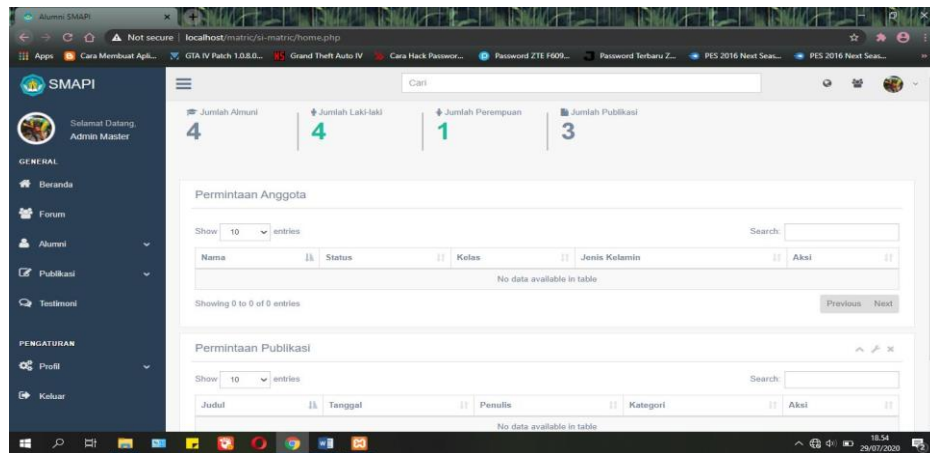 Alumni SMAPI
Not secure | localhost/matric/si-matric/home.php
Apps Cara Membuat Apli... GTA IV Patch 1.0.8.0... Grand Theft Auto IV Cara Hack Passwor... Password ZTE F609... Password Terbaru Z... PES 2016 Next Seas... PES 2016 Next Seas...
SMAPI
Cari
Selamat Datang,
Admin Master
Jumlah Almuni
4
Jumlah Laki-laki
4
Jumlah Perempuan
1
Jumlah Publikasi
3
GENERAL
Beranda
Forum
Alumni
Publikasi
Testimoni
PENGATURAN
Profil
Keluar
Permintaan Anggota
Show 10 entries Search:
Nama Status Kelas Jenis Kelamin Aksi
No data available in table
Showing 0 to 0 of 0 entries Previous Next
Permintaan Publikasi
Show 10 entries Search:
Judul Tanggal Penulis Kategori Aksi
No data available in table
18.54
29/07/2020